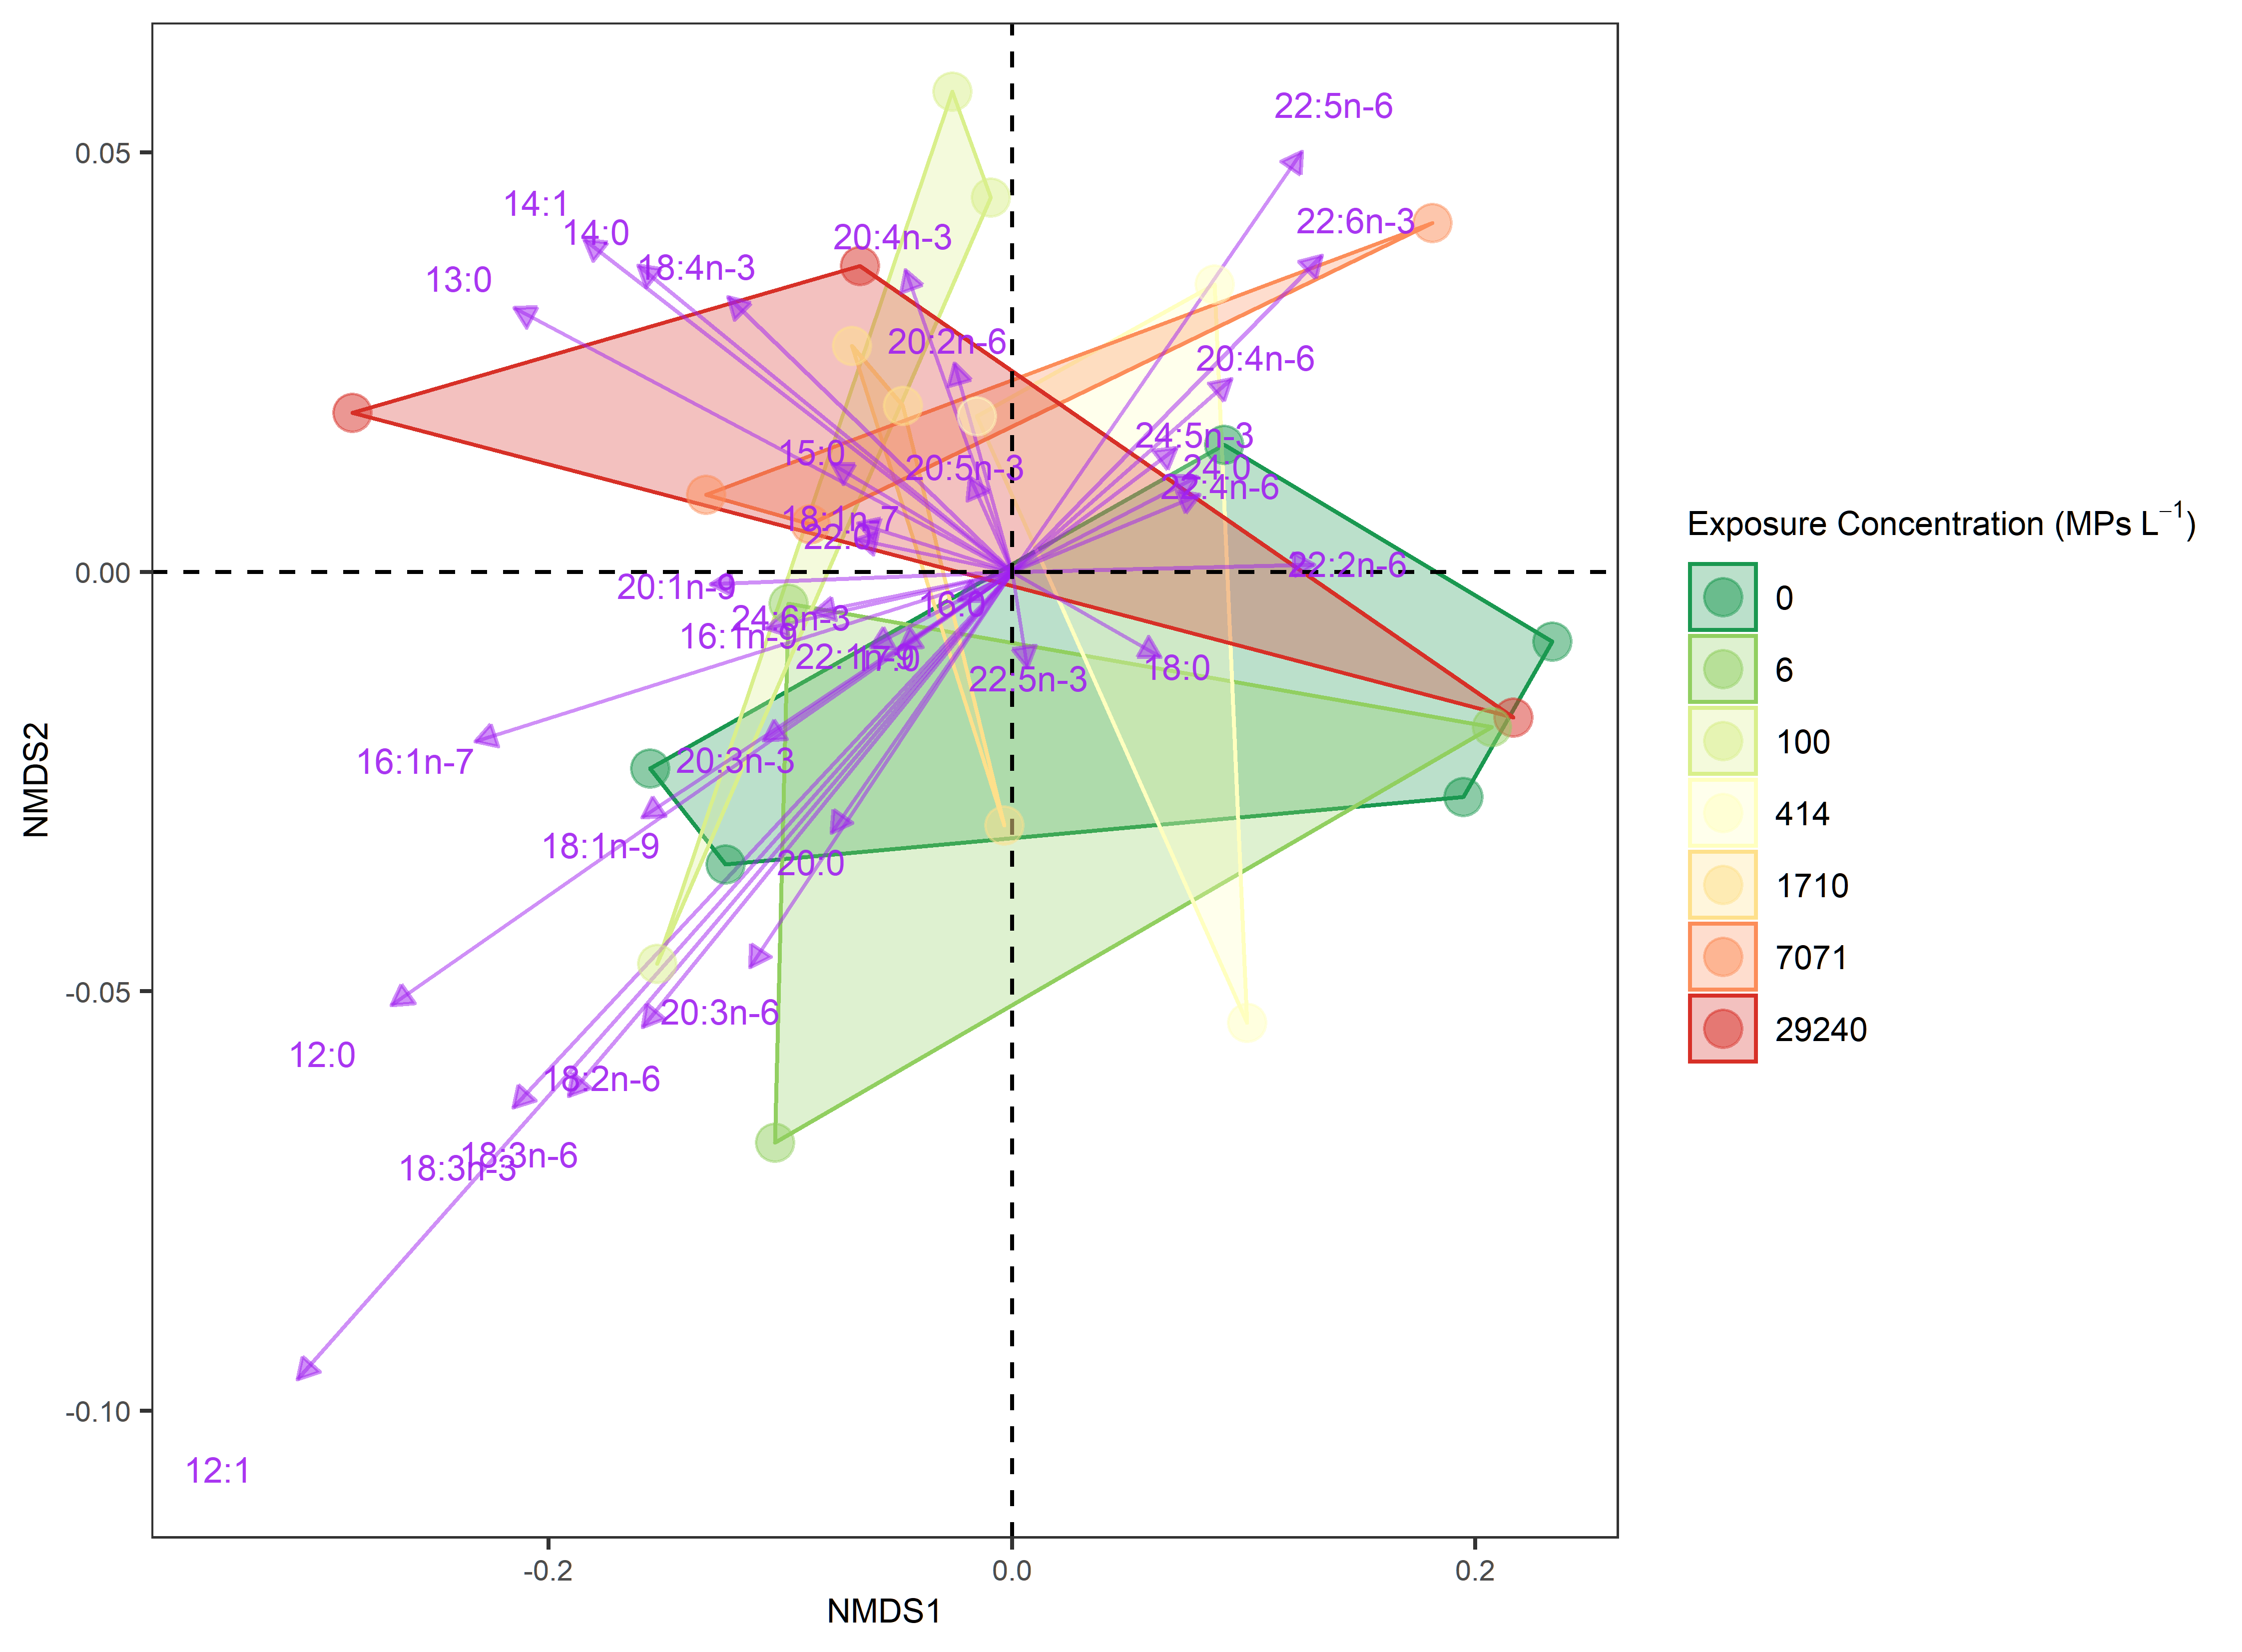 22:5n-6
0.05
14:1
14:0
22:6n-3
20:4n-3
18:4n-3
13:0
20:2n-6
20:4n-6
24:5n-3
15:0
20:5n-3
24:0
22:4n-6
18:1n-7
22:0
Exposure Concentration (MPs L−1)
0.00
22:2n-6
20:1n-9
16:0
0
24:6n-3
16:1n-9
22:1n-9
17:0
18:0
22:5n-3
6
100
16:1n-7
20:3n-3
NMDS2
414
18:1n-9
20:0
1710
7071
-0.05
20:3n-6
29240
12:0
18:2n-6
18:3n-6
18:3n-3
-0.10
12:1
-0.2
0.0
0.2
NMDS1